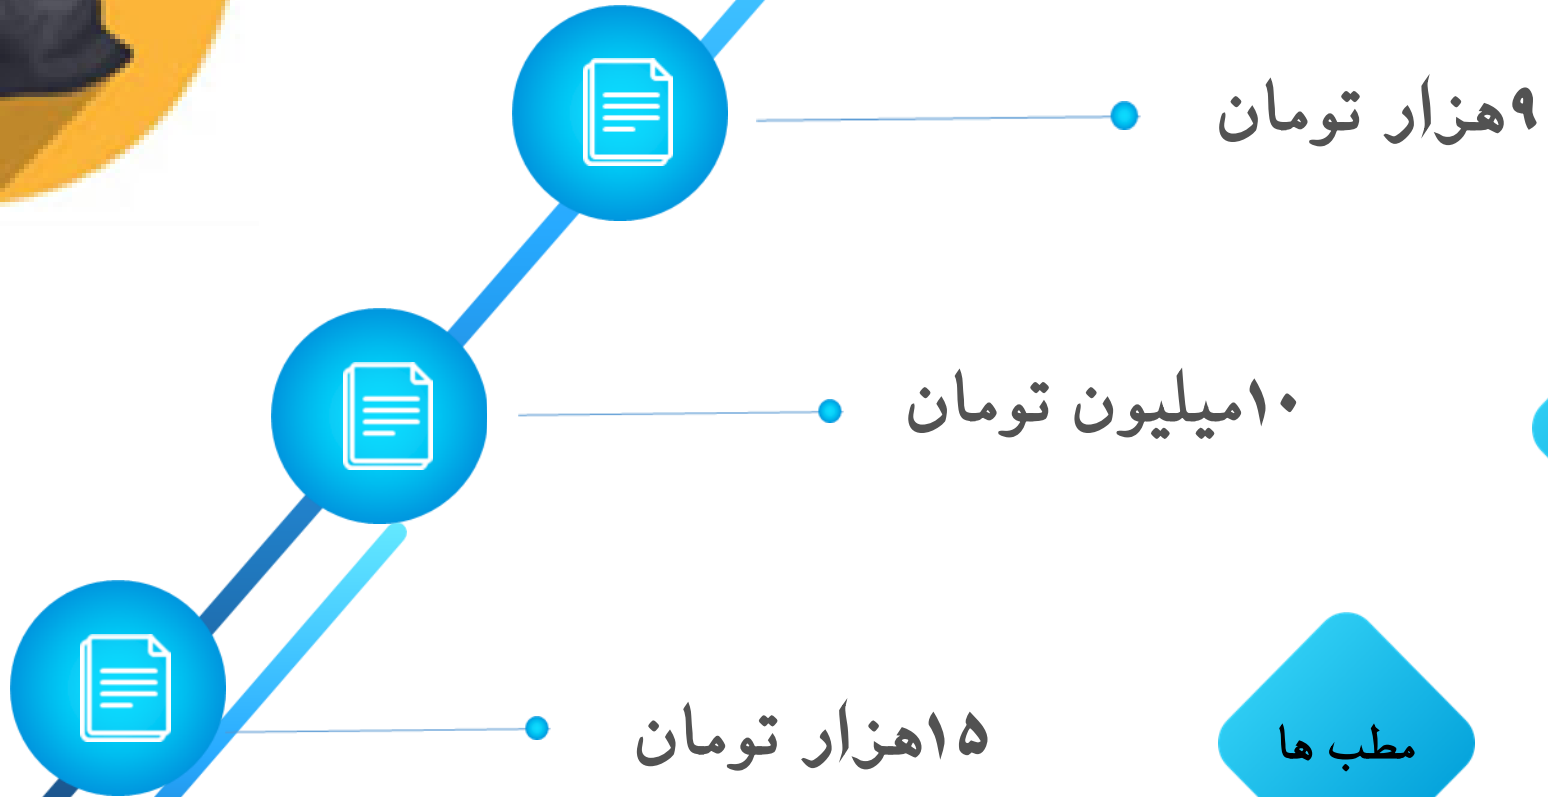 ۹هزار تومان
۱۰میلیون تومان
۱۵هزار تومان
مطب ها